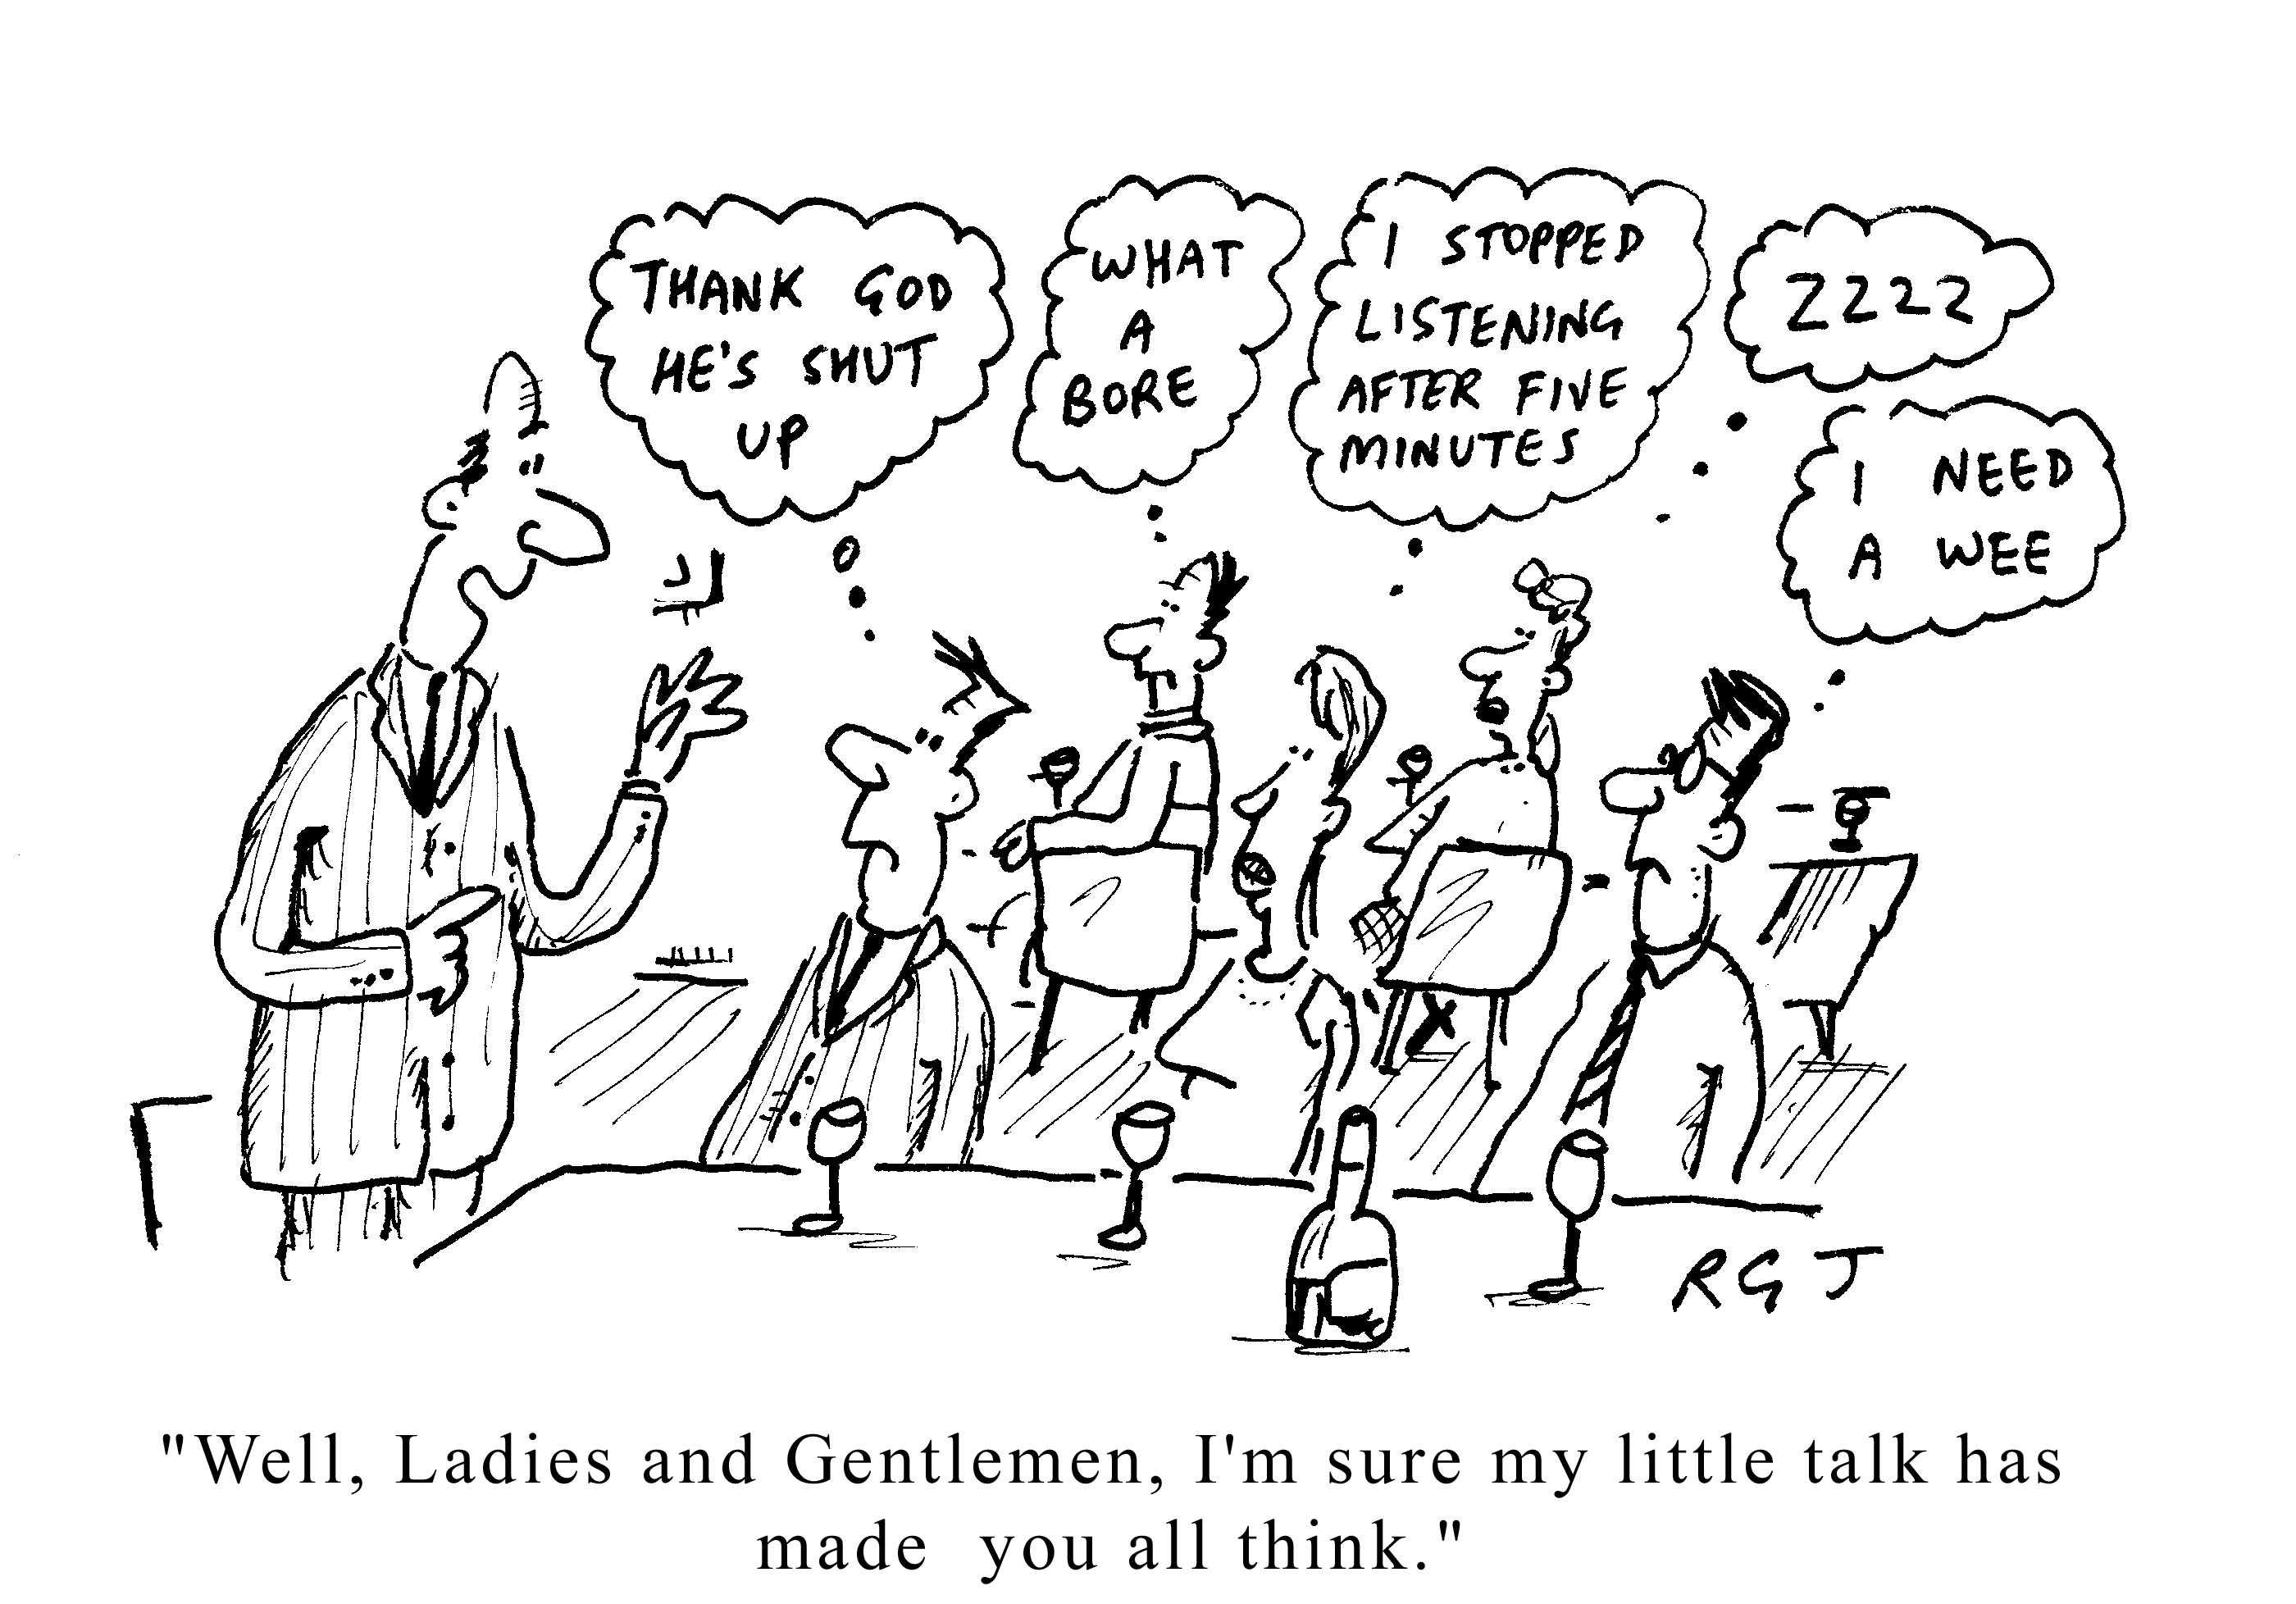 THANK GOD
HE'S SHUT
UP
WHAT
A
BORE
I STOPPED
LISTENING
AFTER FIVE
MINUTES
ZZZZ
I NEED
A WEE
RGJ
"Well, Ladies and Gentlemen, I'm sure my little talk has
made you all think."